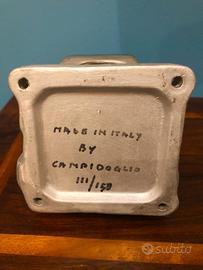 MADE IN ITALY
BY
CAMPIDOGLIO
111/150
subito